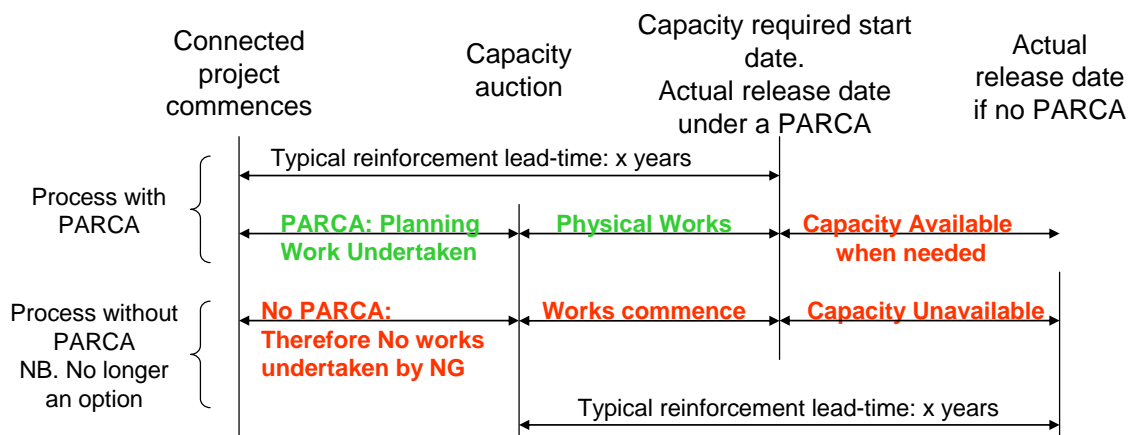 Connected
project
commences
Capacity
auction
Capacity required start
date.
Actual release date
under a PARCA
Actual
release date
if no PARCA
Typical reinforcement lead-time: x years
Process with
PARCA
PARCA: Planning
Work Undertaken
Physical Works
Capacity Available
when needed
Process without
PARCA
NB. No longer
an option
No PARCA:
Therefore No works
undertaken by NG
Works commence
Capacity Unavailable
Typical reinforcement lead-time: x years